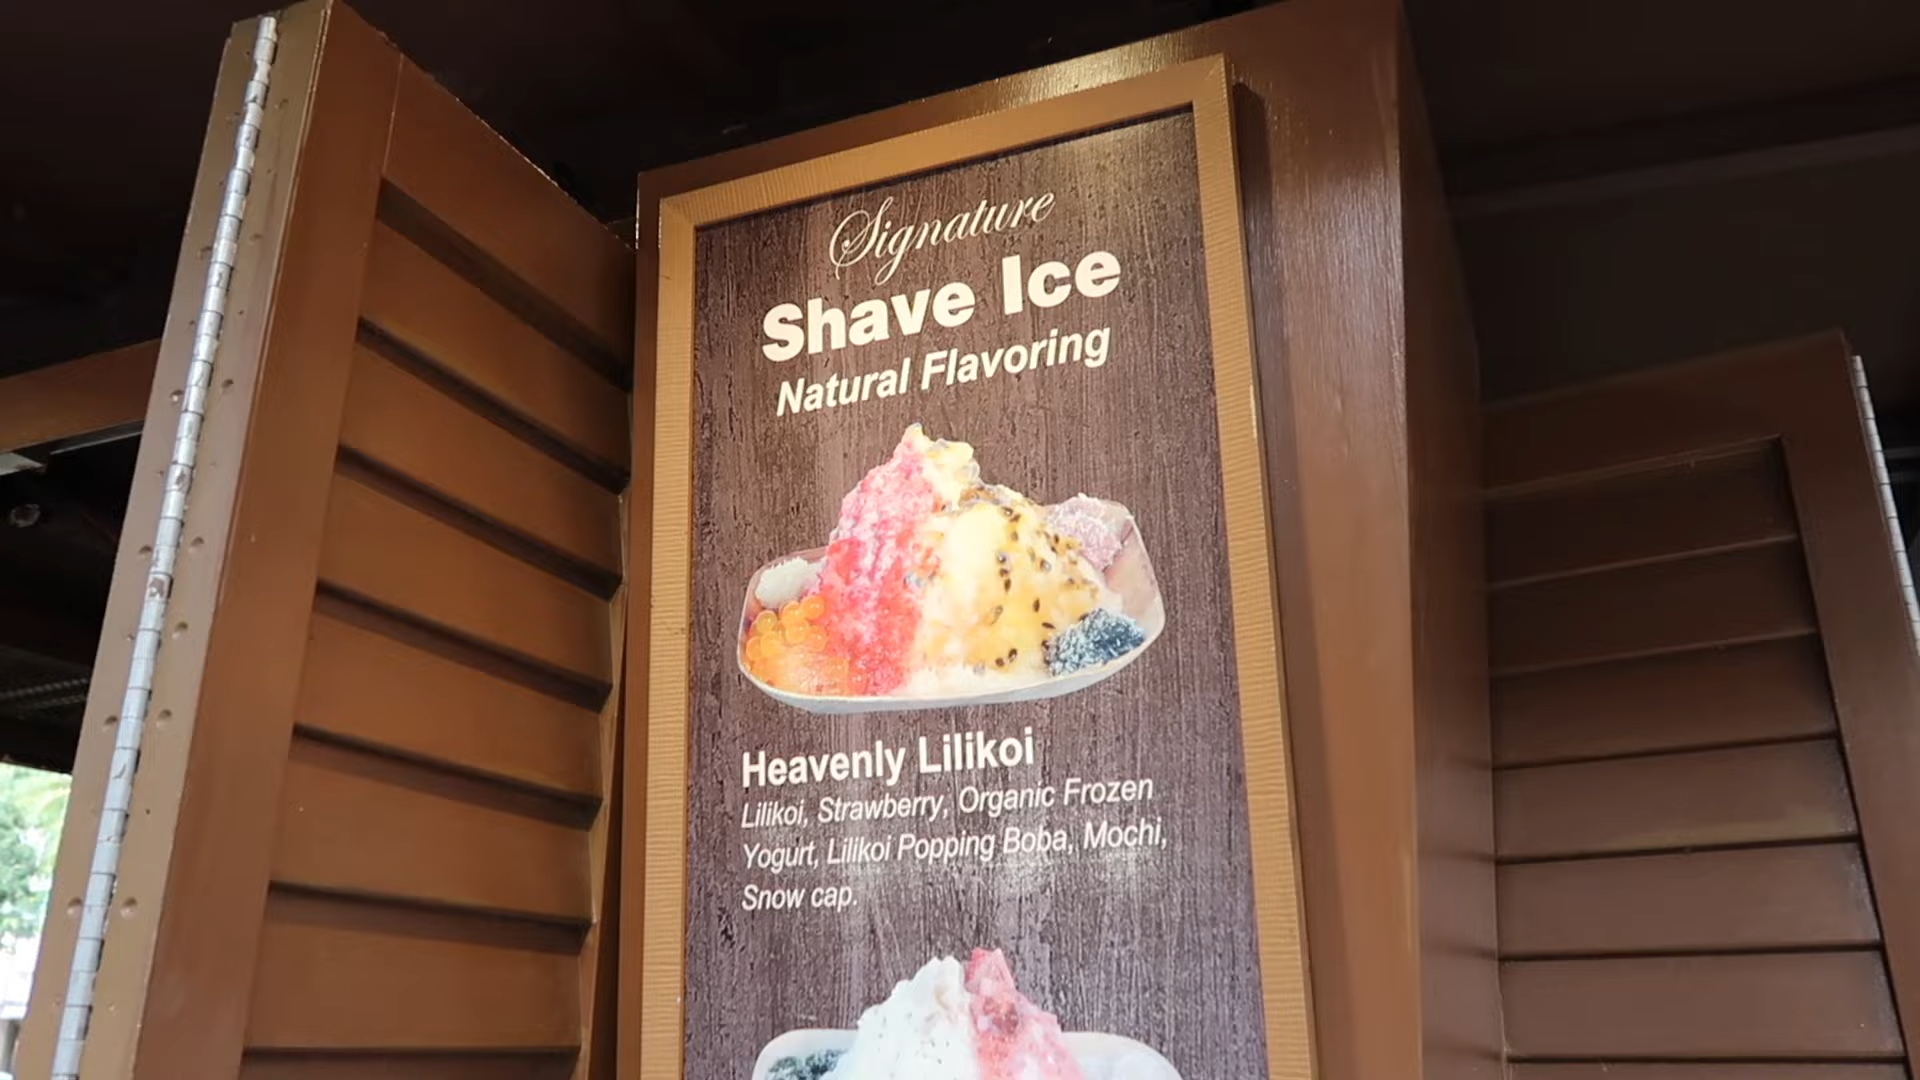 Signature
Shave Ice
Natural Flavoring
Heavenly Lilikoi
Lilikoi, Strawberry, Organic Frozen
Yogurt, Lilikoi Popping Boba, Mochi,
Snow cap.